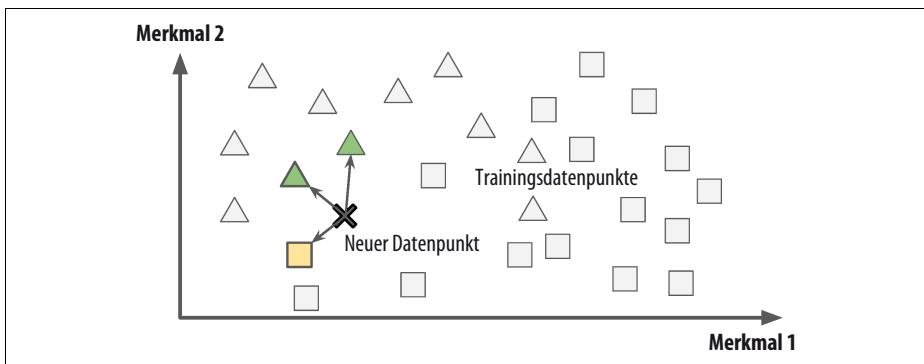 Merkmal 2
Trainingsdatenpunkte
Neuer Datenpunkt
Merkmal 1